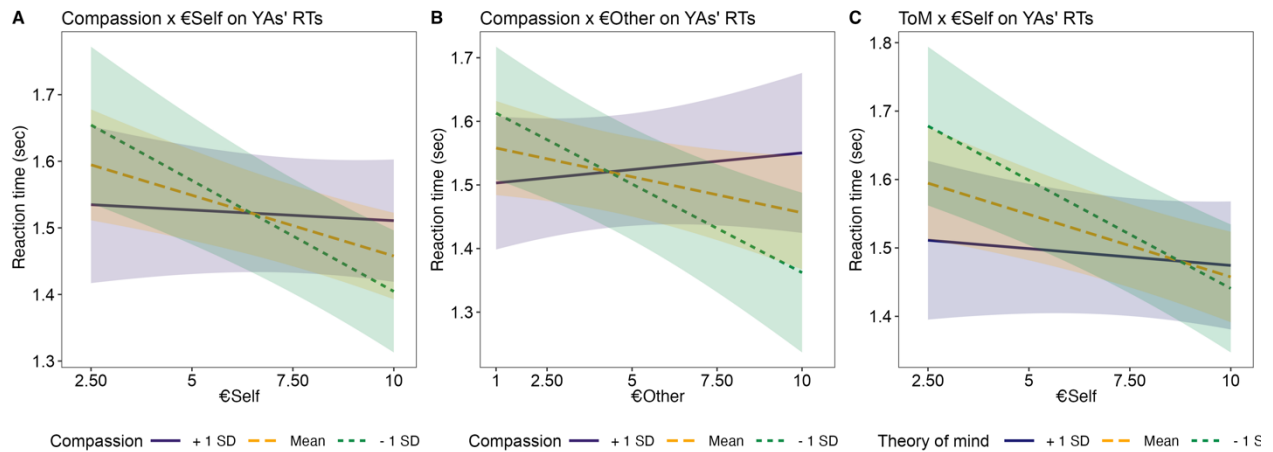 A Compassion x €Self on YAs' RTs
Reaction time (sec)
1.7
1.6
1.5
1.4
1.3
2.50 5 7.50 10
€Self
Compassion + 1 SD Mean - 1 SD
B Compassion x €Other on YAs' RTs
Reaction time (sec)
1.7
1.6
1.5
1.4
1.3
1 2.50 5 7.50 10
€Other
Compassion + 1 SD Mean - 1 SD
C ToM x €Self on YAs' RTs
Reaction time (sec)
1.8
1.7
1.6
1.5
1.4
2.50 5 7.50 10
€Self
Theory of mind + 1 SD Mean - 1 S